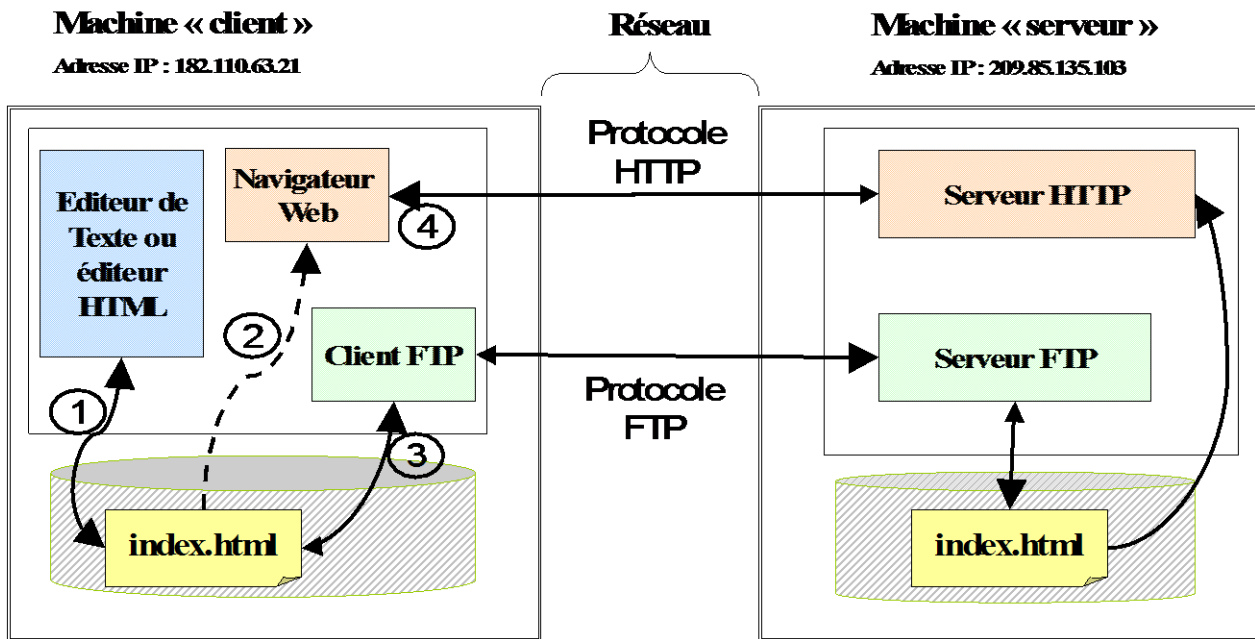 Machine « client »
Adresse IP : 182.110.63.21
Réseau
Machine « serveur »
Adresse IP : 209.85.135.103
Editeur de
Texte ou
éditeur
HTML
Navigateur
Web
4
2
Client FTP
1
3
index.html
Protocole
HTTP
Protocole
FTP
Serveur HTTP
Serveur FTP
index.html